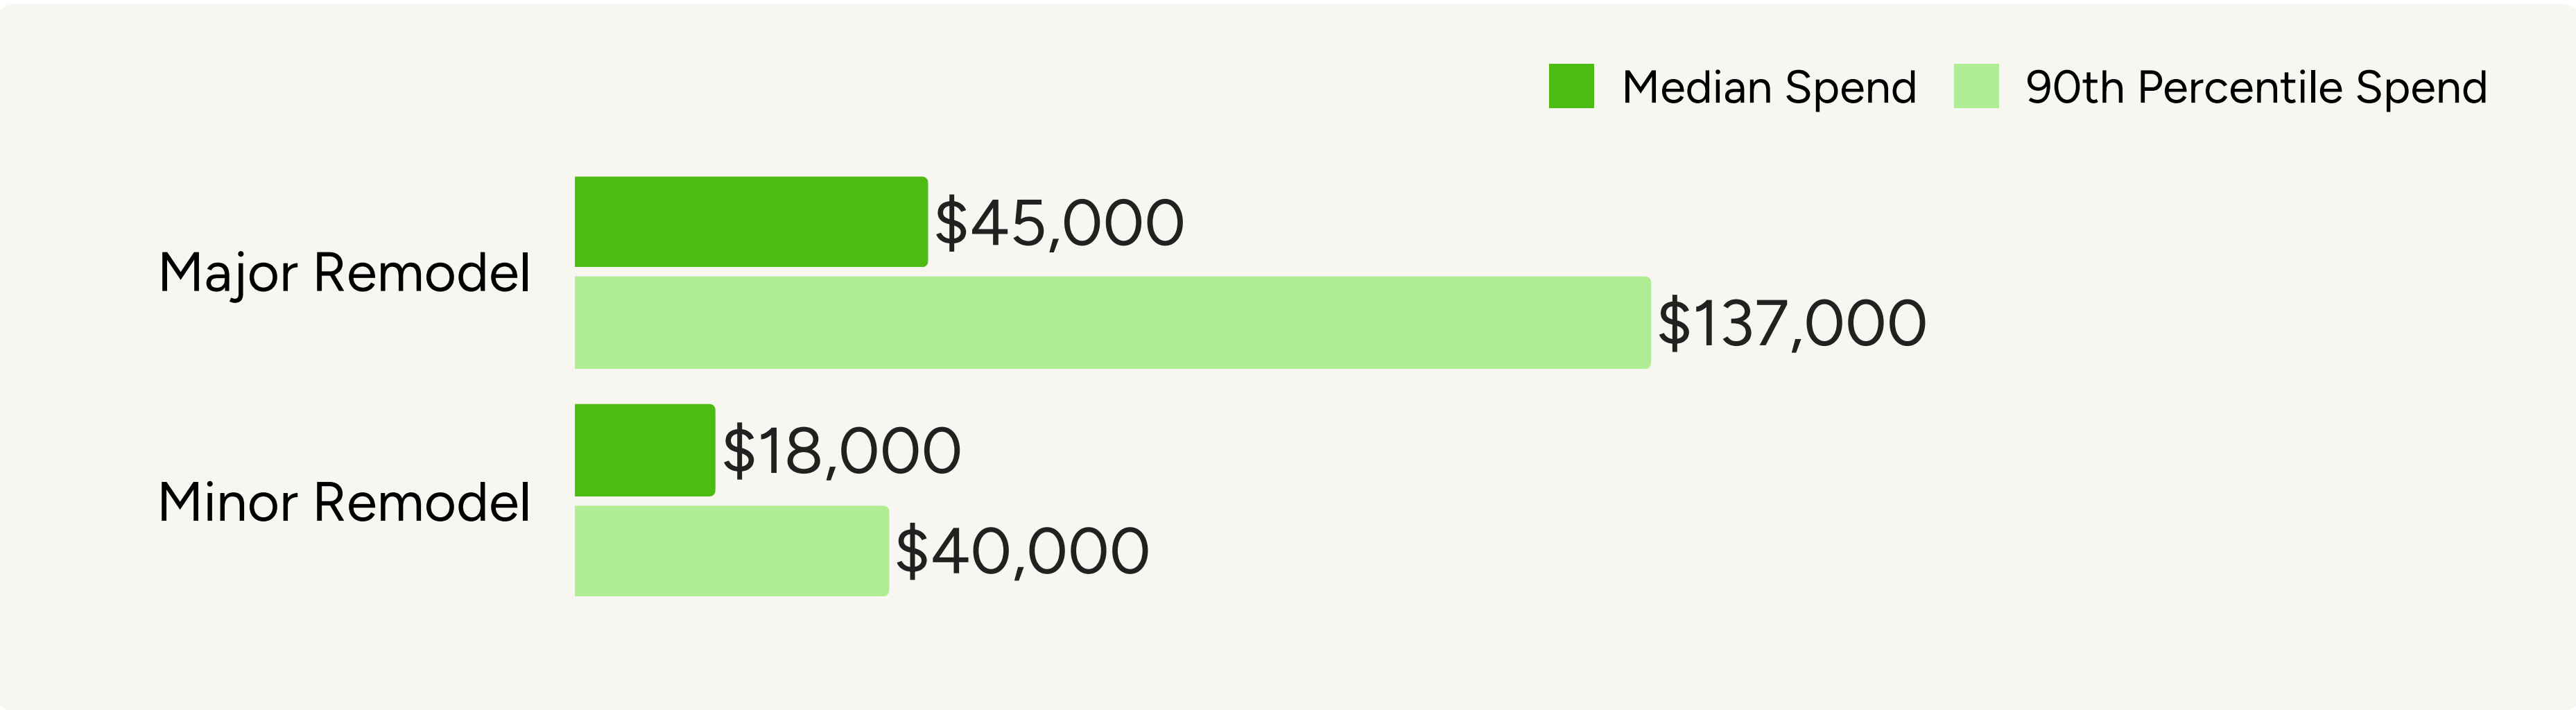 Median Spend 90th Percentile Spend
Major Remodel
$45,000
$137,000
Minor Remodel
$18,000
$40,000